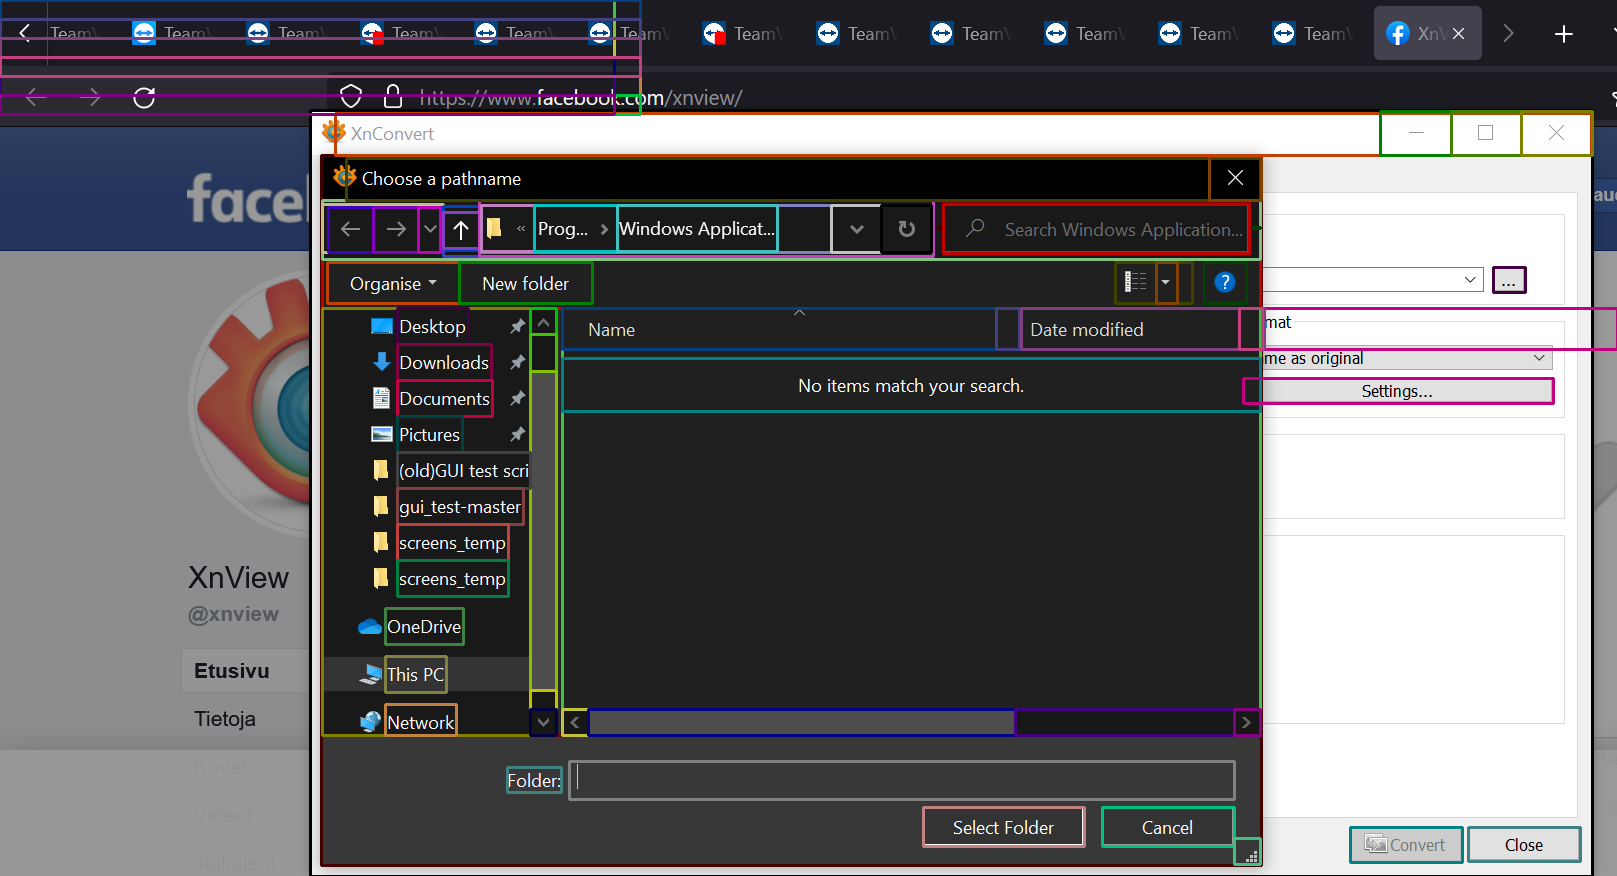 Team
Team
Team
Team
Team
Team
Team
Team
Team
Team
Team
Team
Xn
https://www.facebook.com/xnview/
XnConvert
Choose a pathname
« Prog... Windows Applicat...
Search Windows Application...
Organise
New folder
?
...
Desktop
Downloads
Documents
Pictures
(old)GUI test scri
gui_test-master
screens_temp
screens_temp
OneDrive
This PC
Network
Name
Date modified
No items match your search.
mat
me as original
Settings...
Folder:
Select Folder
Cancel
Convert
Close
XnView
@xnview
Etusivu
Tietoja
Kuvat
Videot
Julkaisut